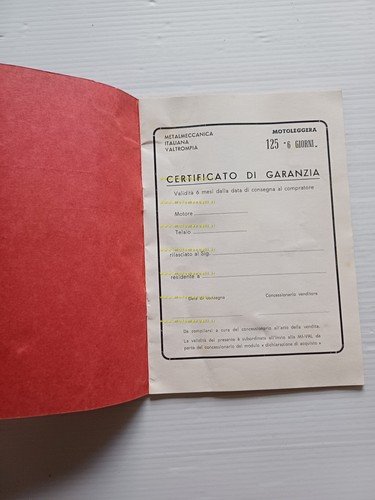 METALMECCANICA
ITALIANA
VALTROMPIA
MOTOLEGGERA
125 "6 GIORNI"
CERTIFICATO DI GARANZIA
Validità 6 mesi dalla data di consegna al compratore
Motore
Telaio
rilasciato al Sig.
residente a
Data di consegna
Concessionario venditore
Da compilarsi a cura del concessionario all'atto della vendita.
La validità del presente è subordinata all'invio alla MI-VAL da
parte del concessionario del modulo « dichiarazione di acquisto »